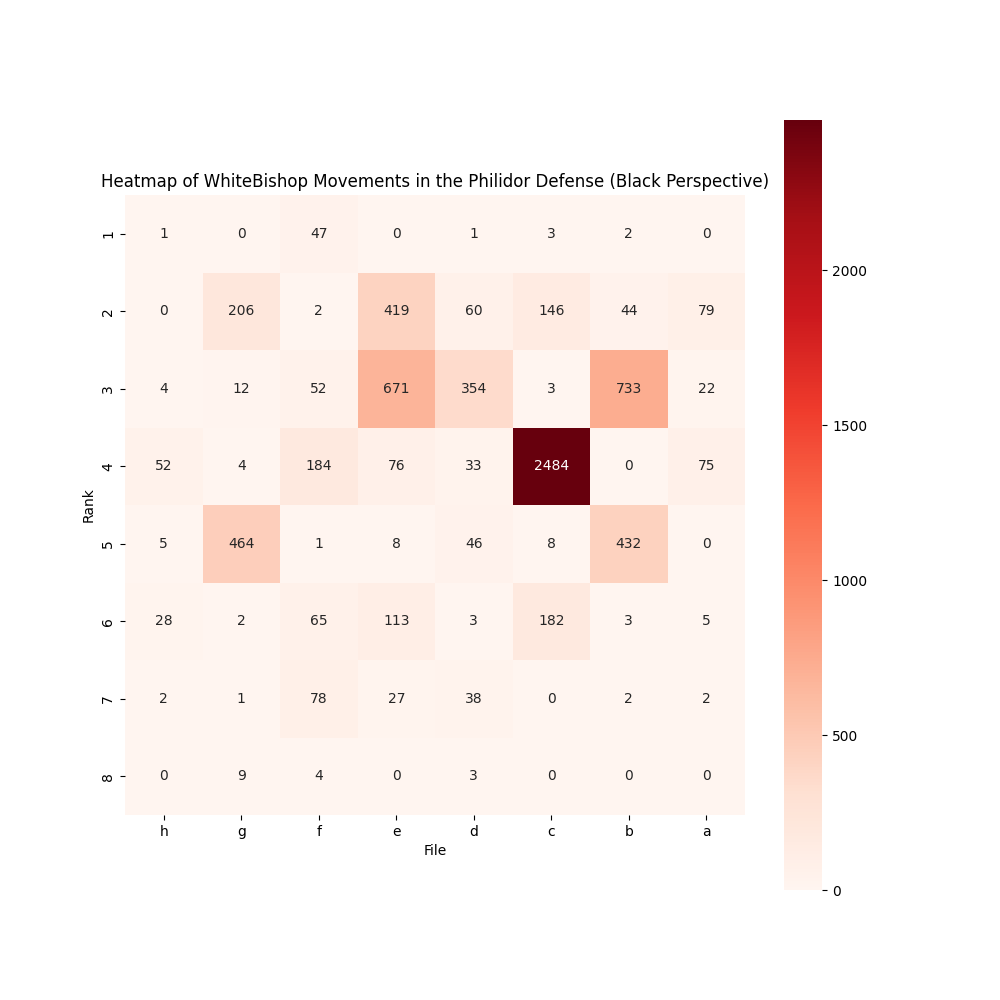 Heatmap of WhiteBishop Movements in the Philidor Defense (Black Perspective)
1 1 0 47 0 1 3 2 0
2 0 206 2 419 60 146 44 79
3 4 12 52 671 354 3 733 22
4 52 4 184 76 33 2484 0 75
5 5 464 1 8 46 8 432 0
6 28 2 65 113 3 182 3 5
7 2 1 78 27 38 0 2 2
8 0 9 4 0 3 0 0 0
h g f e d c b a
File
Rank
2000
1500
1000
500
0